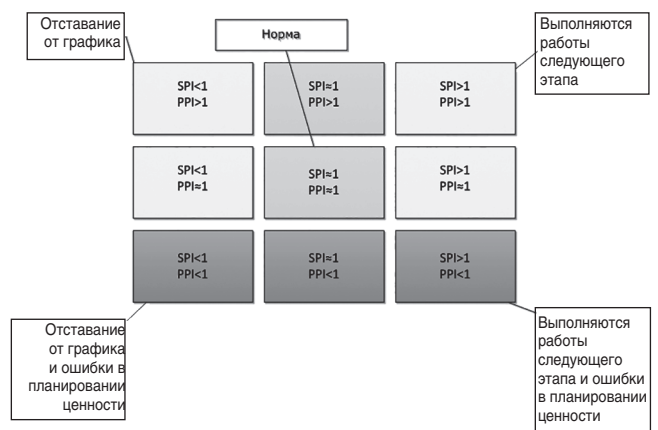 Отставание
от графика
Норма
Выполняются
работы
следующего
этапа
SPI<1
PPI>1
SPI≈1
PPI>1
SPI>1
PPI>1
SPI<1
PPI≈1
SPI≈1
PPI≈1
SPI>1
PPI≈1
SPI<1
PPI<1
SPI≈1
PPI<1
SPI>1
PPI<1
Отставание
от графика
и ошибки в
планировании
ценности
Выполняются
работы
следующего
этапа и ошибки
в планировании
ценности